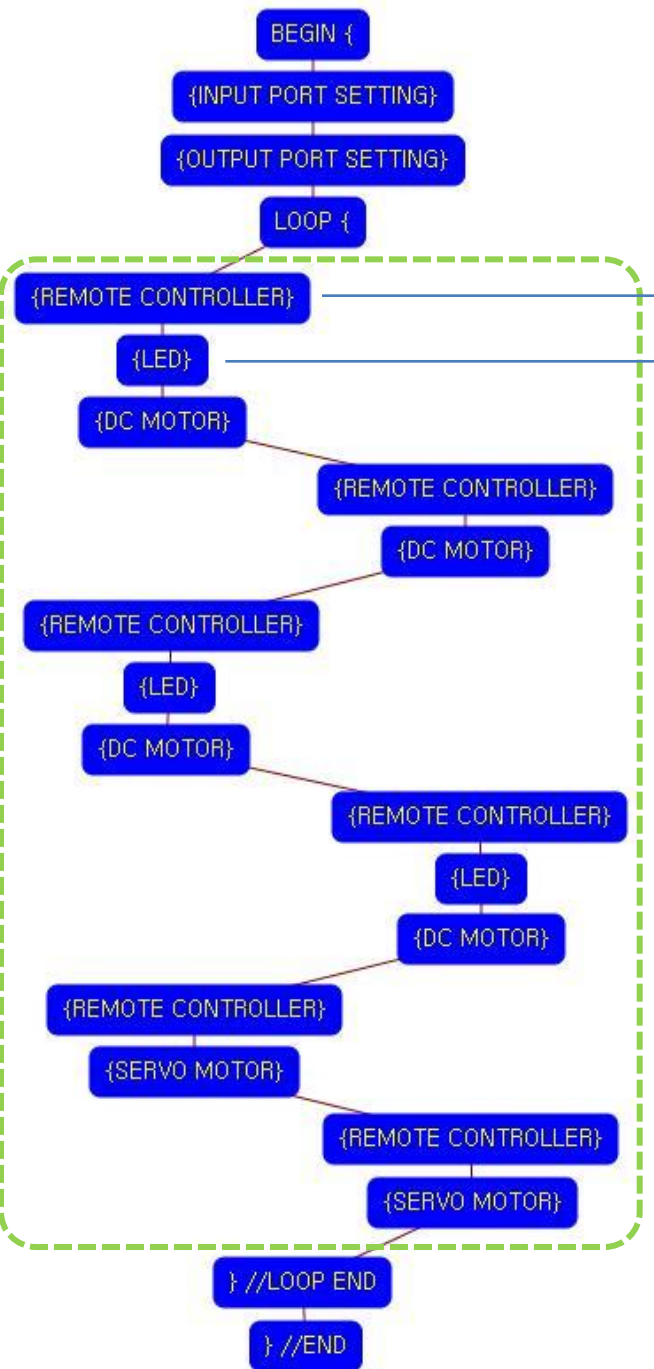 BEGIN {
{INPUT PORT SETTING}
{OUTPUT PORT SETTING}
LOOP {
{REMOTE CONTROLLER}
{LED}
{DC MOTOR}
{REMOTE CONTROLLER}
{DC MOTOR}
{REMOTE CONTROLLER}
{LED}
{DC MOTOR}
{REMOTE CONTROLLER}
{LED}
{DC MOTOR}
{REMOTE CONTROLLER}
{SERVO MOTOR}
{REMOTE CONTROLLER}
{SERVO MOTOR}
} //LOOP END
} //END